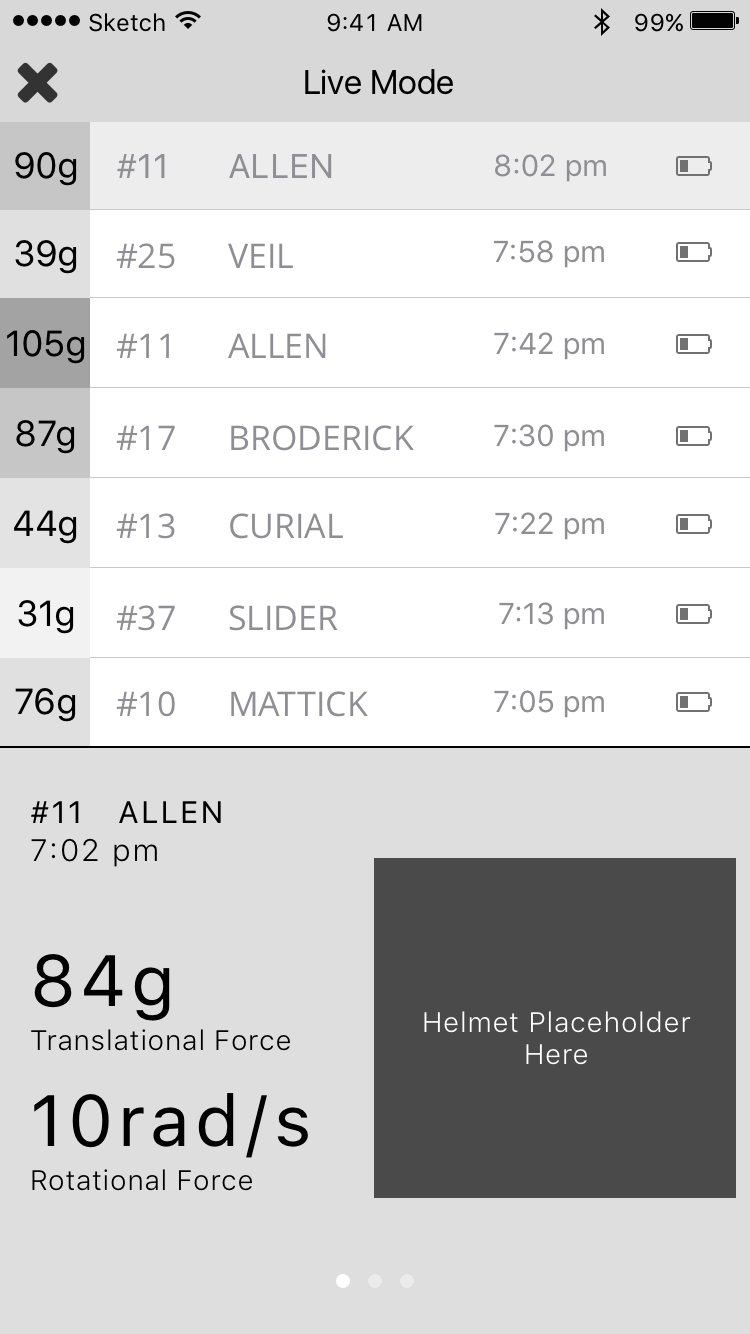 Sketch 9:41 AM 99%
Live Mode
90g #11 ALLEN 8:02 pm
39g #25 VEIL 7:58 pm
105g #11 ALLEN 7:42 pm
87g #17 BRODERICK 7:30 pm
44g #13 CURIAL 7:22 pm
31g #37 SLIDER 7:13 pm
76g #10 MATTICK 7:05 pm
#11 ALLEN
7:02 pm
84g
Translational Force
10rad/s
Rotational Force
Helmet Placeholder
Here